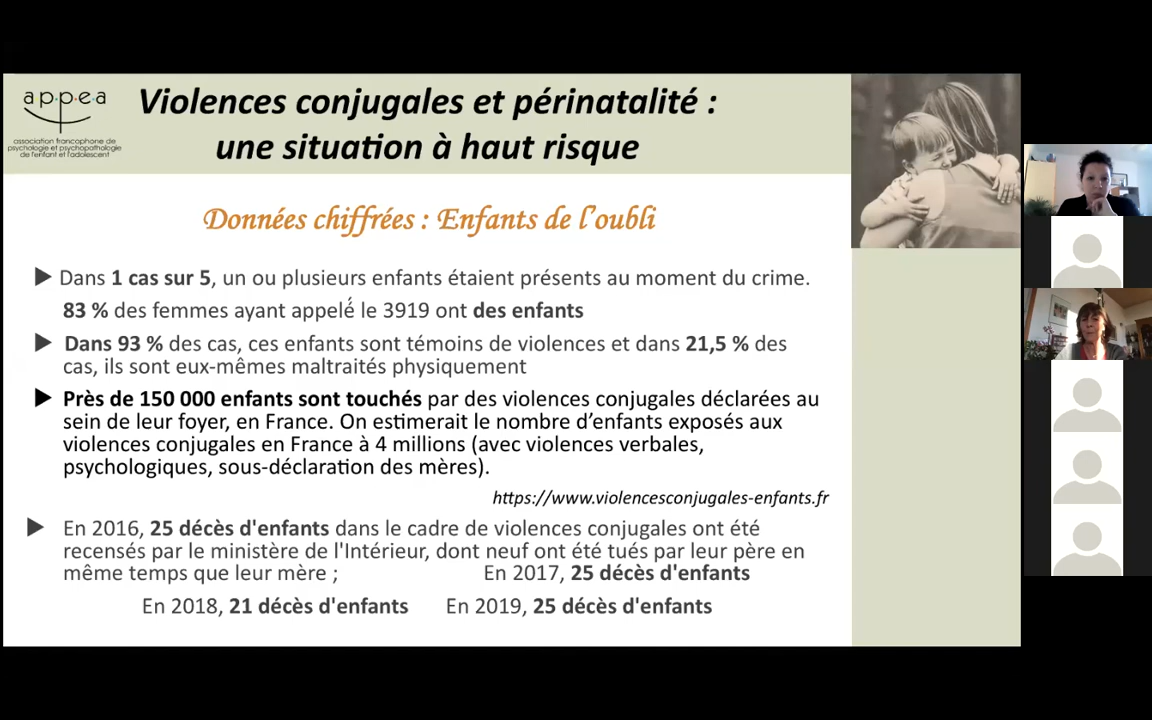 appea
association francophone de
psychologie et psychopathologie
de l'enfant et l'adolescent
Violences conjugales et périnatalité :
une situation à haut risque
Données chiffrées : Enfants de l'oubli
Dans 1 cas sur 5, un ou plusieurs enfants étaient présents au moment du crime.
83 % des femmes ayant appelé́ le 3919 ont des enfants
Dans 93 % des cas, ces enfants sont témoins de violences et dans 21,5 % des
cas, ils sont eux-mêmes maltraités physiquement
Près de 150 000 enfants sont touchés par des violences conjugales déclarées au
sein de leur foyer, en France. On estimerait le nombre d'enfants exposés aux
violences conjugales en France à 4 millions (avec violences verbales,
psychologiques, sous-déclaration des mères).
https://www.violencesconjugales-enfants.fr
En 2016, 25 décès d'enfants dans le cadre de violences conjugales ont été
recensés par le ministère de l'Intérieur, dont neuf ont été tués par leur père en
même temps que leur mère ; En 2017, 25 décès d'enfants
En 2018, 21 décès d'enfants En 2019, 25 décès d'enfants